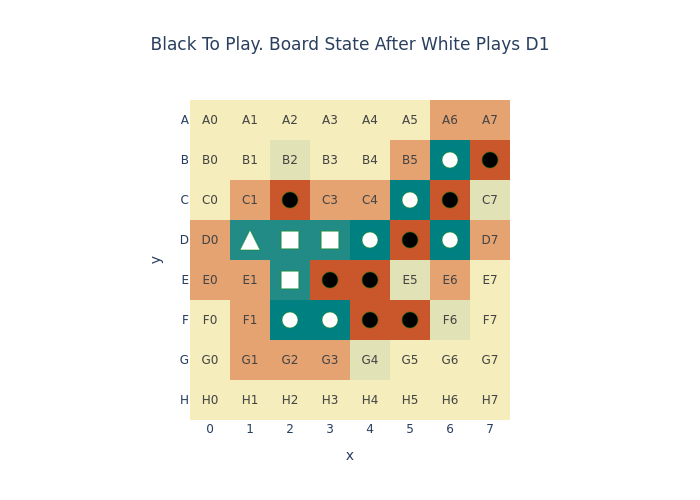 Black To Play. Board State After White Plays D1
A A0 A1 A2 A3 A4 A5 A6 A7
B B0 B1 B2 B3 B4 B5
C C0 C1 C3 C4 C7
D D0 D7
E E0 E1 E5 E6 E7
F F0 F1 F6 F7
G G0 G1 G2 G3 G4 G5 G6 G7
H H0 H1 H2 H3 H4 H5 H6 H7
0 1 2 3 4 5 6 7
x
y